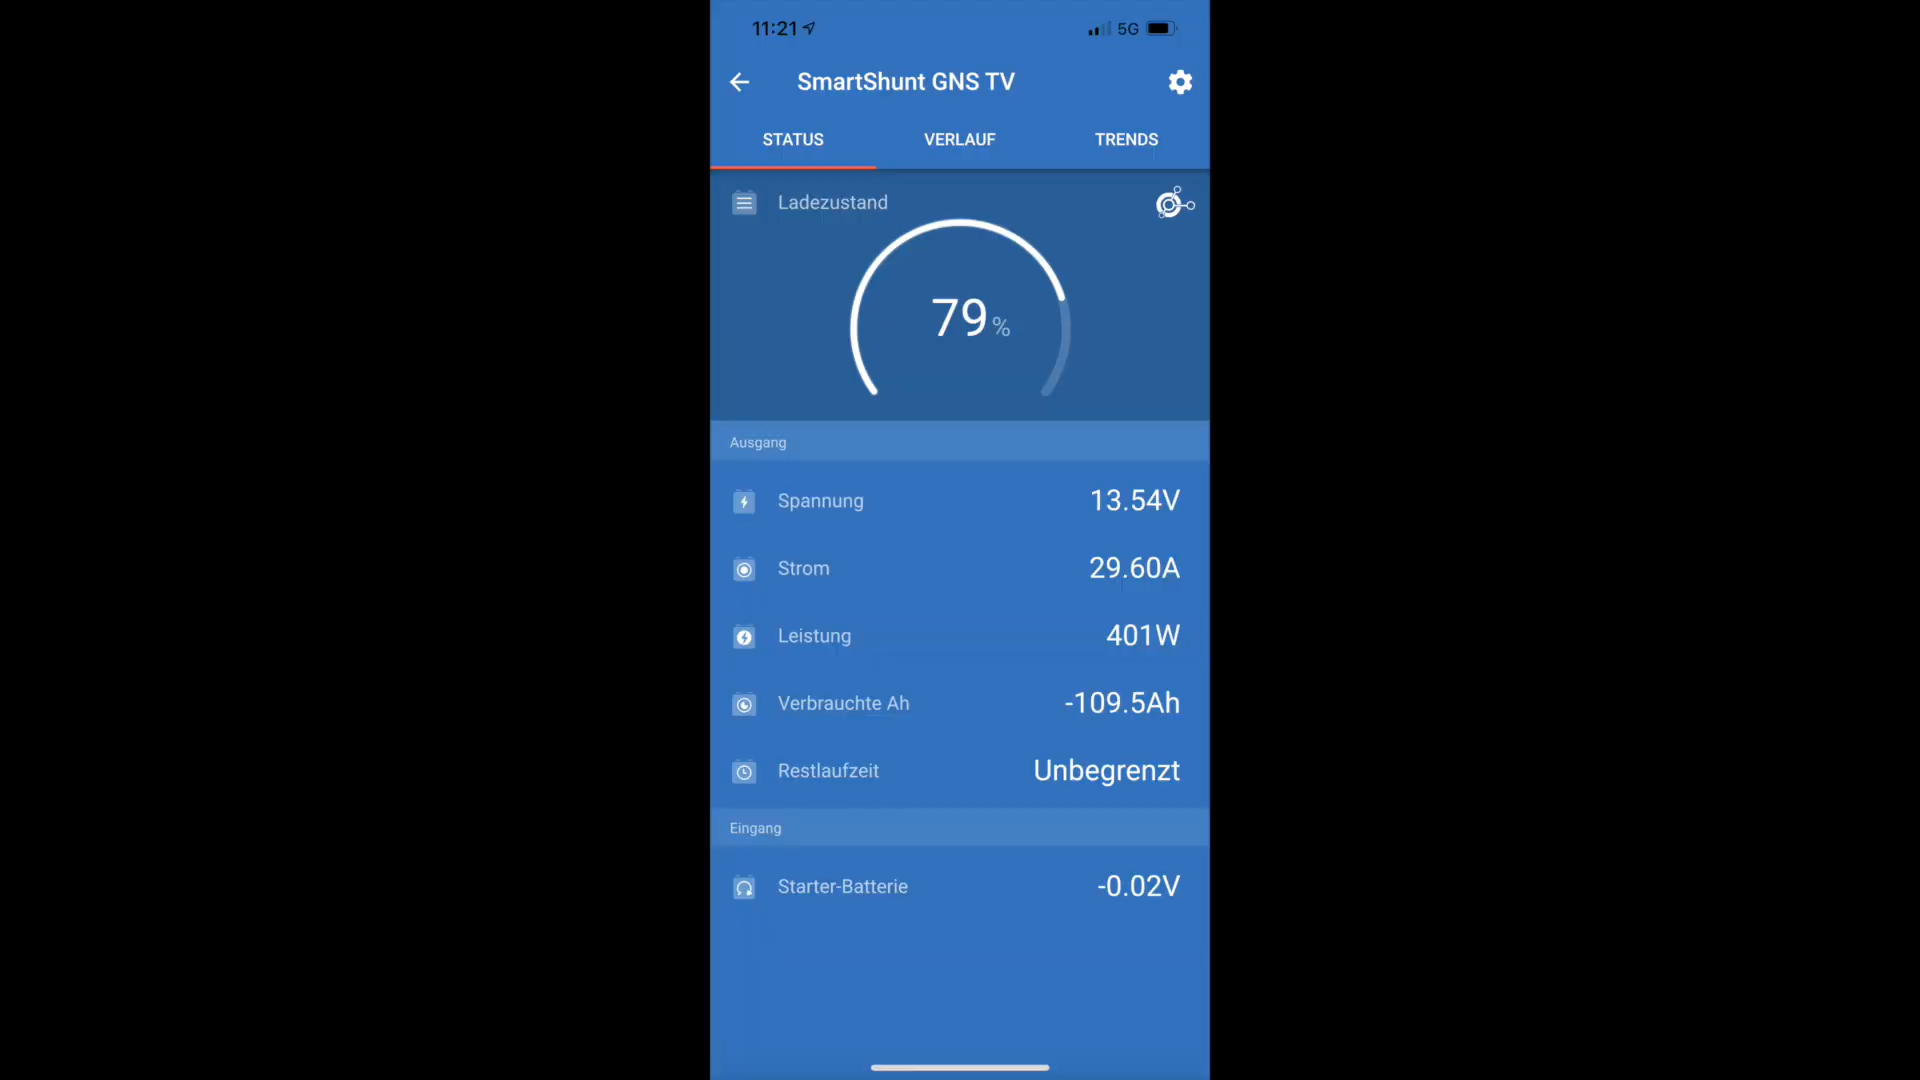 11:21 5G
SmartShunt GNS TV
STATUS VERLAUF TRENDS
Ladezustand
79 %
Ausgang
Spannung 13.54V
Strom 29.60A
Leistung 401W
Verbrauchte Ah -109.5Ah
Restlaufzeit Unbegrenzt
Eingang
Starter-Batterie -0.02V